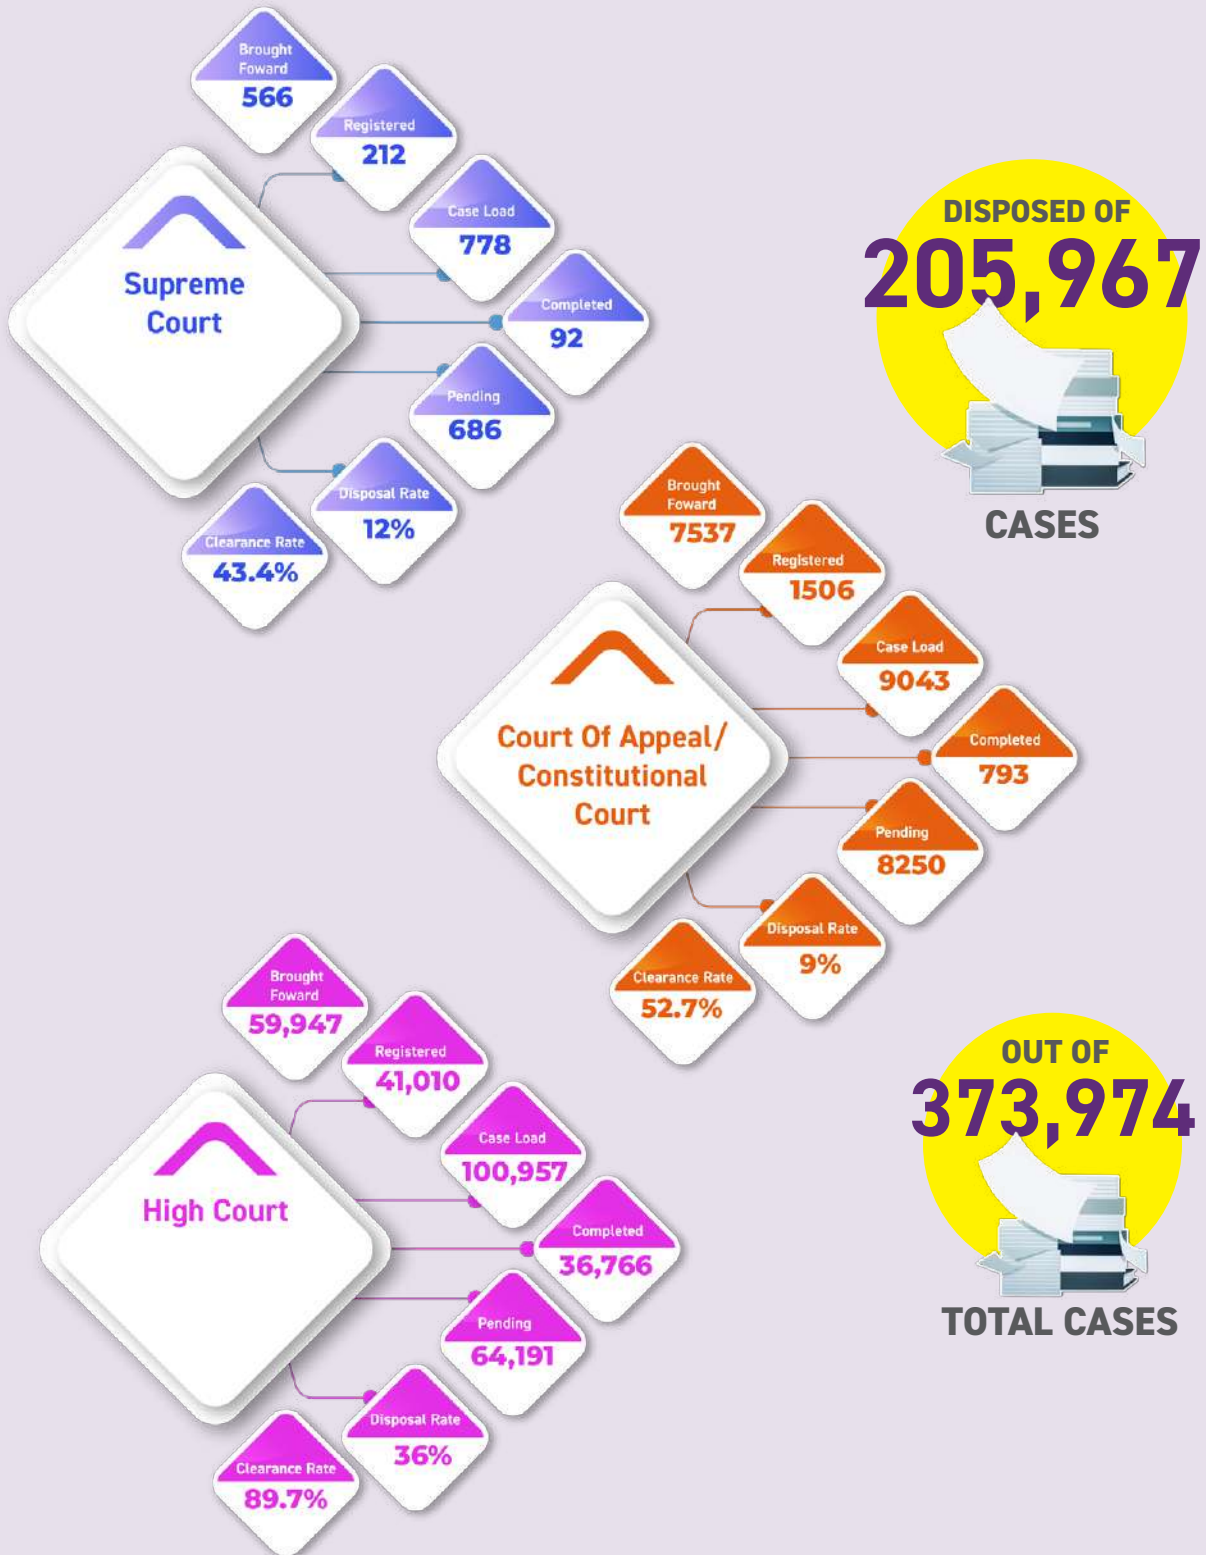 Brought
Foward
566
Registered
212
Case Load
778
Completed
92
Pending
686
Disposal Rate
12%
Clearance Rate
43.4%
Supreme
Court
DISPOSED OF
205,967
CASES
Brought
Foward
7537
Registered
1506
Case Load
9043
Completed
793
Pending
8250
Disposal Rate
9%
Clearance Rate
52.7%
Court Of Appeal/
Constitutional
Court
Brought
Foward
59,947
Registered
41,010
Case Load
100,957
Completed
36,766
Pending
64,191
Disposal Rate
36%
Clearance Rate
89.7%
High Court
OUT OF
373,974
TOTAL CASES